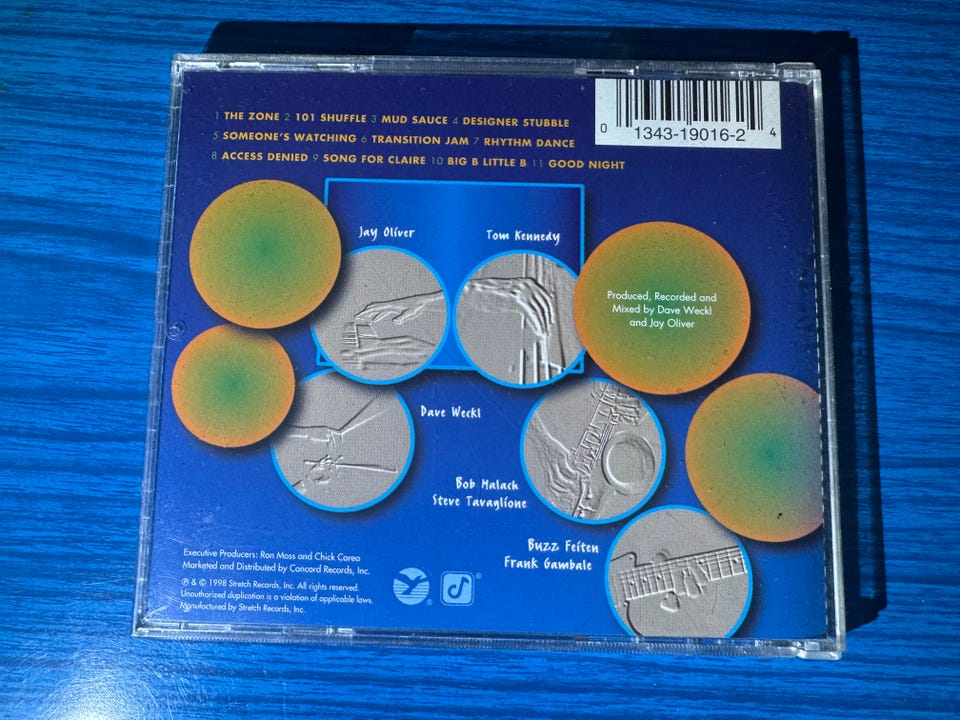 1 THE ZONE 2 101 SHUFFLE 3 MUD SAUCE 4 DESIGNER STUBBLE
5 SOMEONE'S WATCHING 6 TRANSITION JAM 7 RHYTHM DANCE
8 ACCESS DENIED 9 SONG FOR CLAIRE 10 BIG B LITTLE B 11 GOOD NIGHT
0 1343-19016-2 4
Jay Oliver
Tom Kennedy
Produced, Recorded and
Mixed by Dave Weckl
and Jay Oliver
Dave Weckl
Bob Malach
Steve Tavaglione
Buzz Feiten
Frank Gambale
Executive Producers: Ron Moss and Chick Corea
Marketed and Distributed by Concord Records, Inc.
℗ & © 1998 Stretch Records, Inc. All rights reserved.
Unauthorized duplication is a violation of applicable laws.
Manufactured by Stretch Records, Inc.
® ®